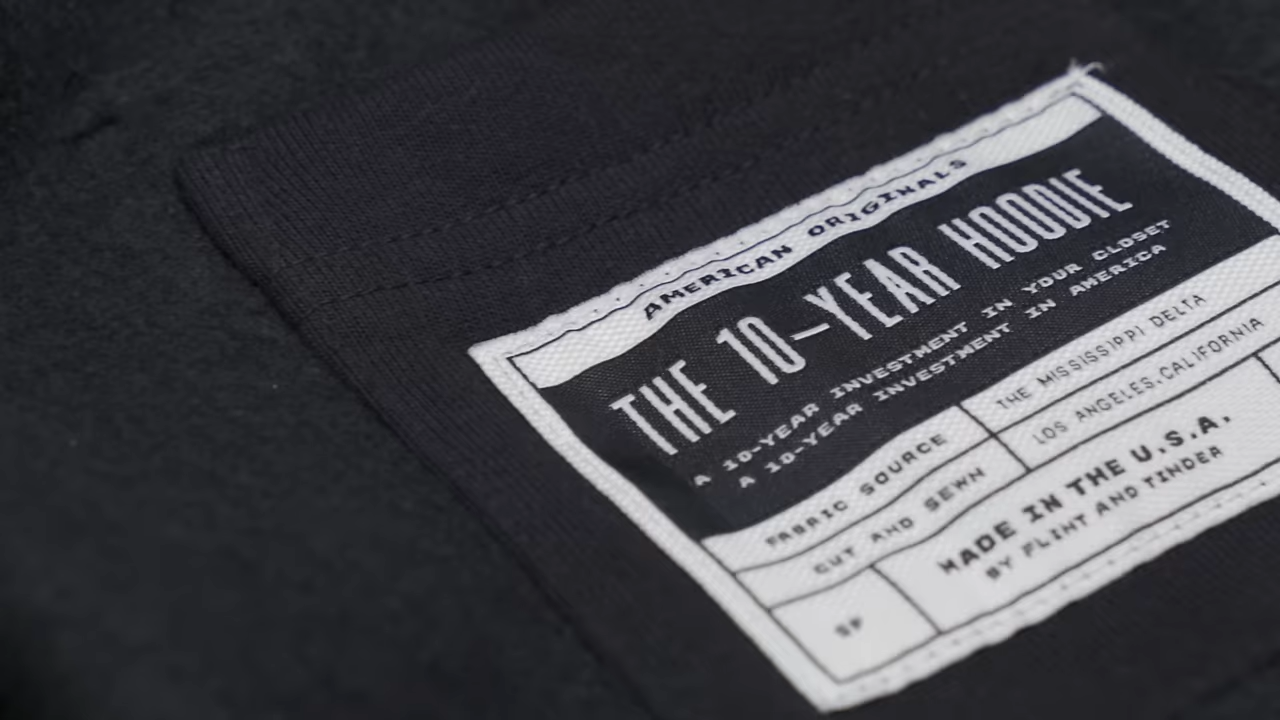 AMERICAN ORIGINALS
THE 10-YEAR HOODIE
A 10-YEAR INVESTMENT IN YOUR CLOSET
A 10-YEAR INVESTMENT IN AMERICA
FABRIC SOURCE THE MISSISSIPPI DELTA
CUT AND SEWN LOS ANGELES, CALIFORNIA
MADE IN THE U.S.A.
BY FLINT AND TINDER